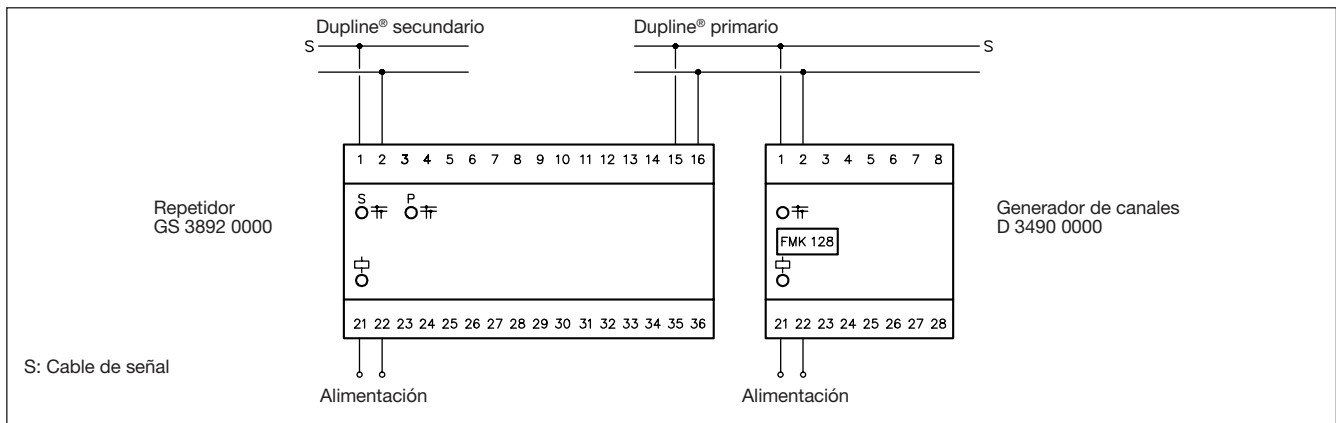 Dupline® secundario
Dupline® primario
S
S
1 2 3 4 5 6 7 8 9 10 11 12 13 14 15 16
1 2 3 4 5 6 7 8
S P
Repetidor
GS 3892 0000
FMK 128
Generador de canales
D 3490 0000
21 22 23 24 25 26 27 28 29 30 31 32 33 34 35 36
21 22 23 24 25 26 27 28
S: Cable de señal
Alimentación
Alimentación